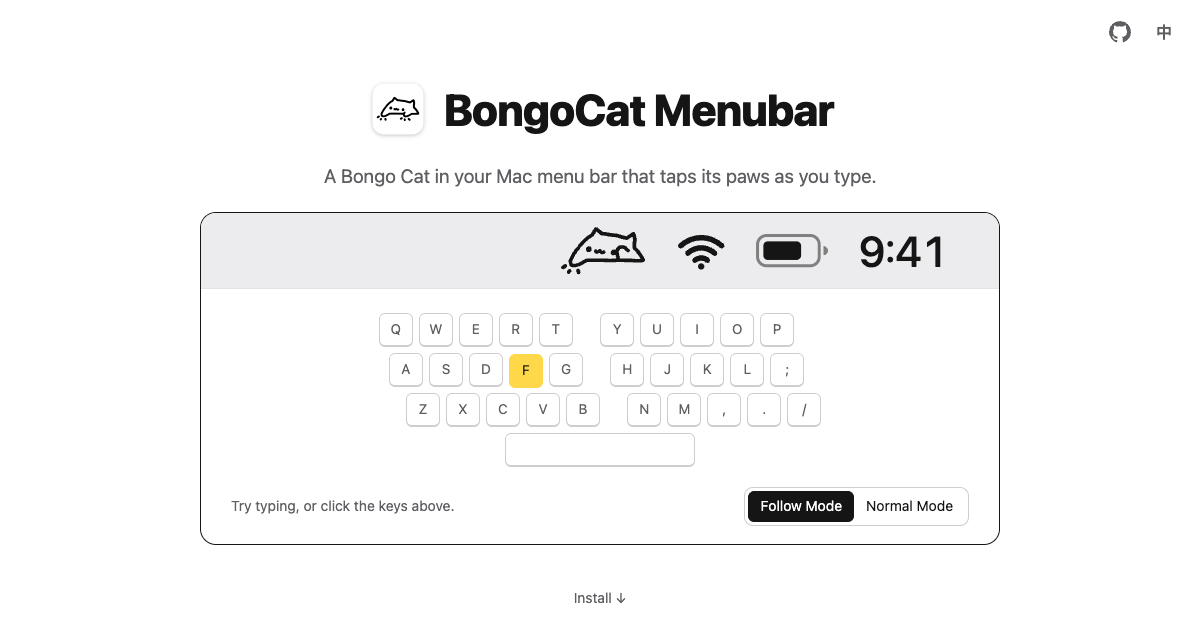 中
BongoCat Menubar
A Bongo Cat in your Mac menu bar that taps its paws as you type.
9:41
Q W E R T Y U I O P
A S D F G H J K L ;
Z X C V B N M , . /
Try typing, or click the keys above.
Follow Mode Normal Mode
Install ↓